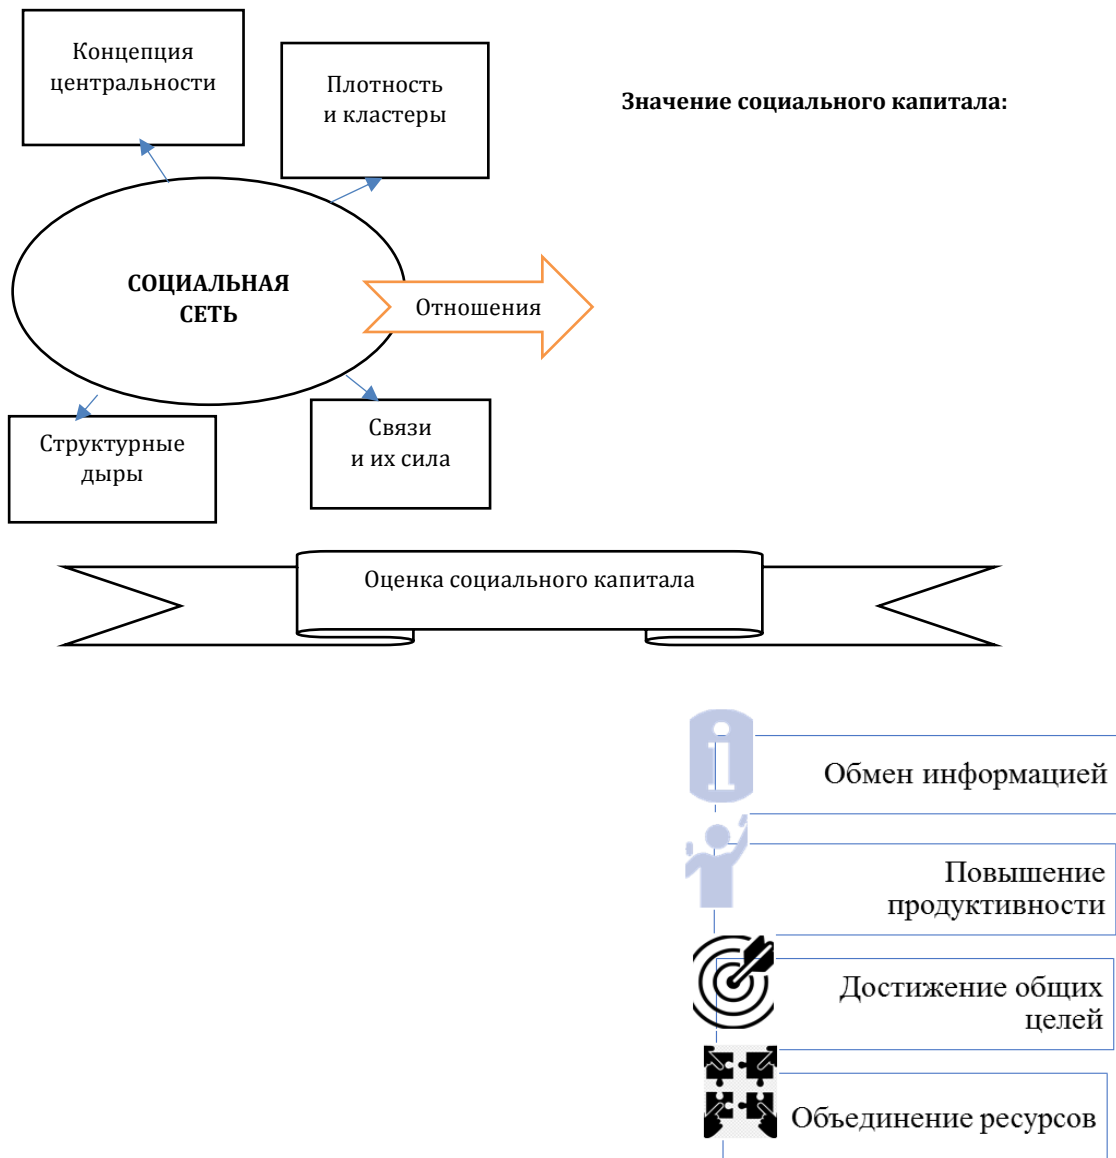 Концепция
центральности
Плотность
и кластеры
Значение социального капитала:
СОЦИАЛЬНАЯ
СЕТЬ
Отношения
Структурные
дыры
Связи
и их сила
Оценка социального капитала
Обмен информацией
Повышение
продуктивности
Достижение общих
целей
Объединение ресурсов